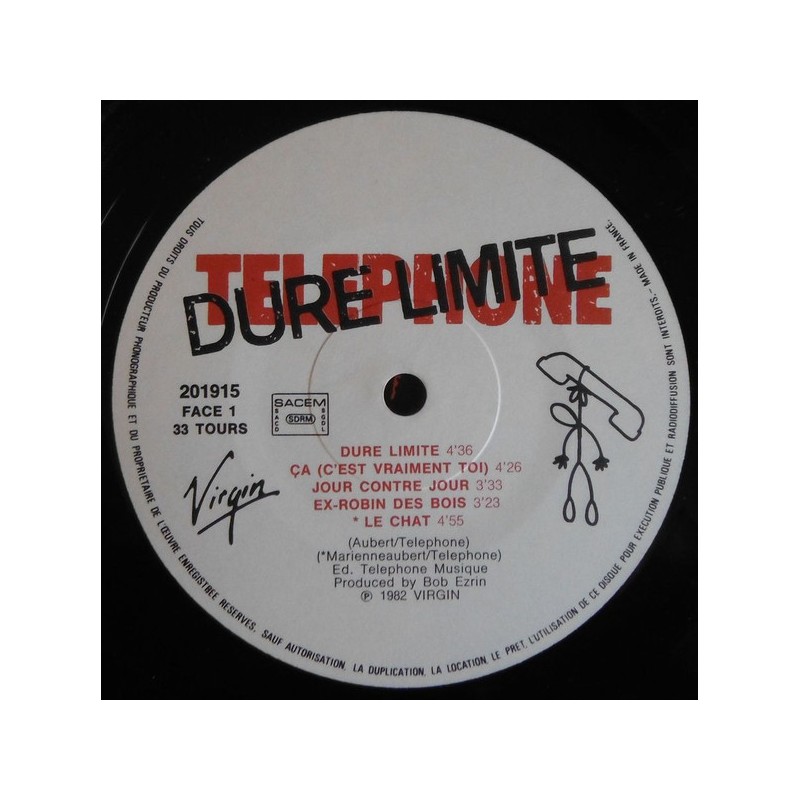 TELEPHONE
DURE LIMITE
201915
FACE 1
33 TOURS
SACEM
SACD SDRM SGDL
Virgin
DURE LIMITE 4'36
ÇA (C'EST VRAIMENT TOI) 4'26
JOUR CONTRE JOUR 3'33
EX-ROBIN DES BOIS 3'23
* LE CHAT 4'55
(Aubert/Telephone)
(*Marienneaubert/Telephone)
Ed. Telephone Musique
Produced by Bob Ezrin
℗ 1982 VIRGIN
TOUS DROITS DU PRODUCTEUR PHONOGRAPHIQUE ET DU PROPRIETAIRE DE L'ŒUVRE ENREGISTREE RESERVES, SAUF AUTORISATION, LA DUPLICATION, LA LOCATION, LE PRET, L'UTILISATION DE CE DISQUE POUR EXECUTION PUBLIQUE ET RADIODIFFUSION SONT INTERDITS.- MADE IN FRANCE.